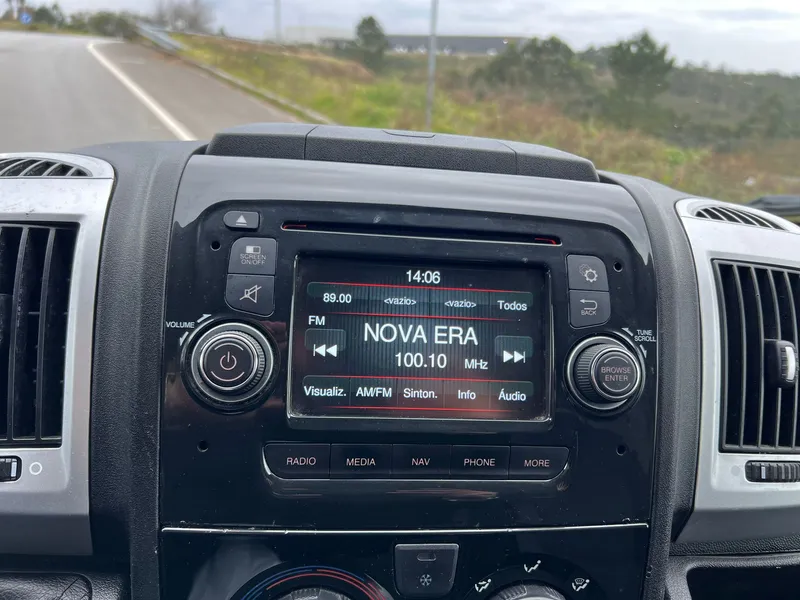 SCREEN
ON/OFF
14:06
89.00 <vazio> <vazio> Todos
FM
NOVA ERA
100.10 MHz
Visualiz. AM/FM Sinton. Info Áudio
VOLUME
BACK
TUNE
SCROLL
BROWSE
ENTER
RADIO MEDIA NAV PHONE MORE